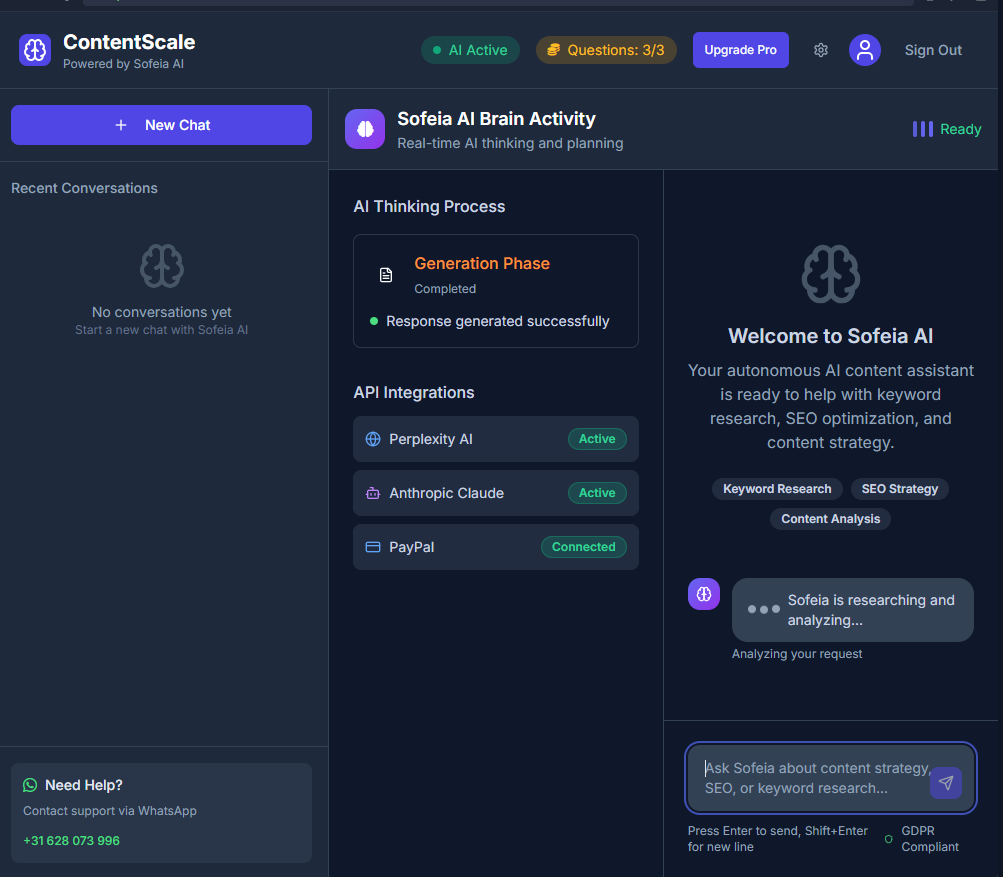 ContentScale
Powered by Sofeia AI
AI Active
Questions: 3/3
Upgrade Pro
Sign Out
New Chat
Recent Conversations
No conversations yet
Start a new chat with Sofeia AI
Need Help?
Contact support via WhatsApp
+31 628 073 996
Sofeia AI Brain Activity
Real-time AI thinking and planning
Ready
AI Thinking Process
Generation Phase
Completed
Response generated successfully
API Integrations
Perplexity AI
Active
Anthropic Claude
Active
PayPal
Connected
Welcome to Sofeia AI
Your autonomous AI content assistant
is ready to help with keyword
research, SEO optimization, and
content strategy.
Keyword Research
SEO Strategy
Content Analysis
Sofeia is researching and
analyzing...
Analyzing your request
Ask Sofeia about content strategy,
SEO, or keyword research...
Press Enter to send, Shift+Enter
for new line
GDPR
Compliant